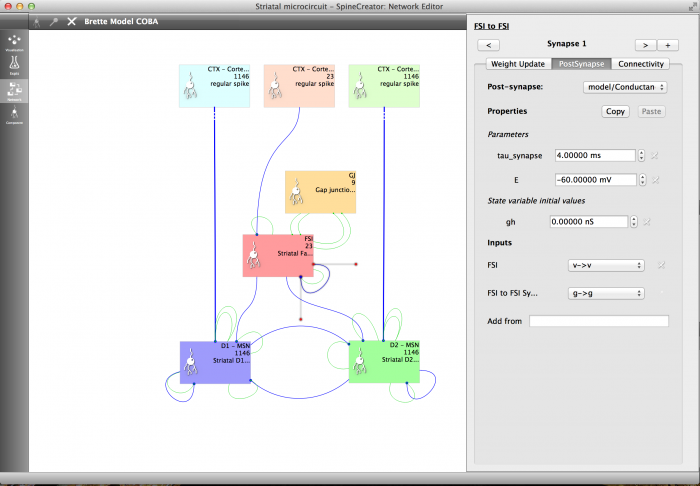 Striatal microcircuit - SpineCreator: Network Editor
Brette Model COBA
Visualisation
Expts
Network
Component
CTX - Corte...
1146
regular spike
CTX - Corte...
23
regular spike
CTX - Corte...
1146
regular spike
GJ
9
Gap junctio...
FSI
23
Striatal Fa...
D1 - MSN
1146
Striatal D1...
D2 - MSN
1146
Striatal D2...
FSI to FSI
< Synapse 1 > +
Weight Update PostSynapse Connectivity
Post-synapse: model/Conductan
Properties Copy Paste
Parameters
tau_synapse 4.00000 ms
E -60.00000 mV
State variable initial values
gh 0.00000 nS
Inputs
FSI v->v
FSI to FSI Sy... g->g
Add from